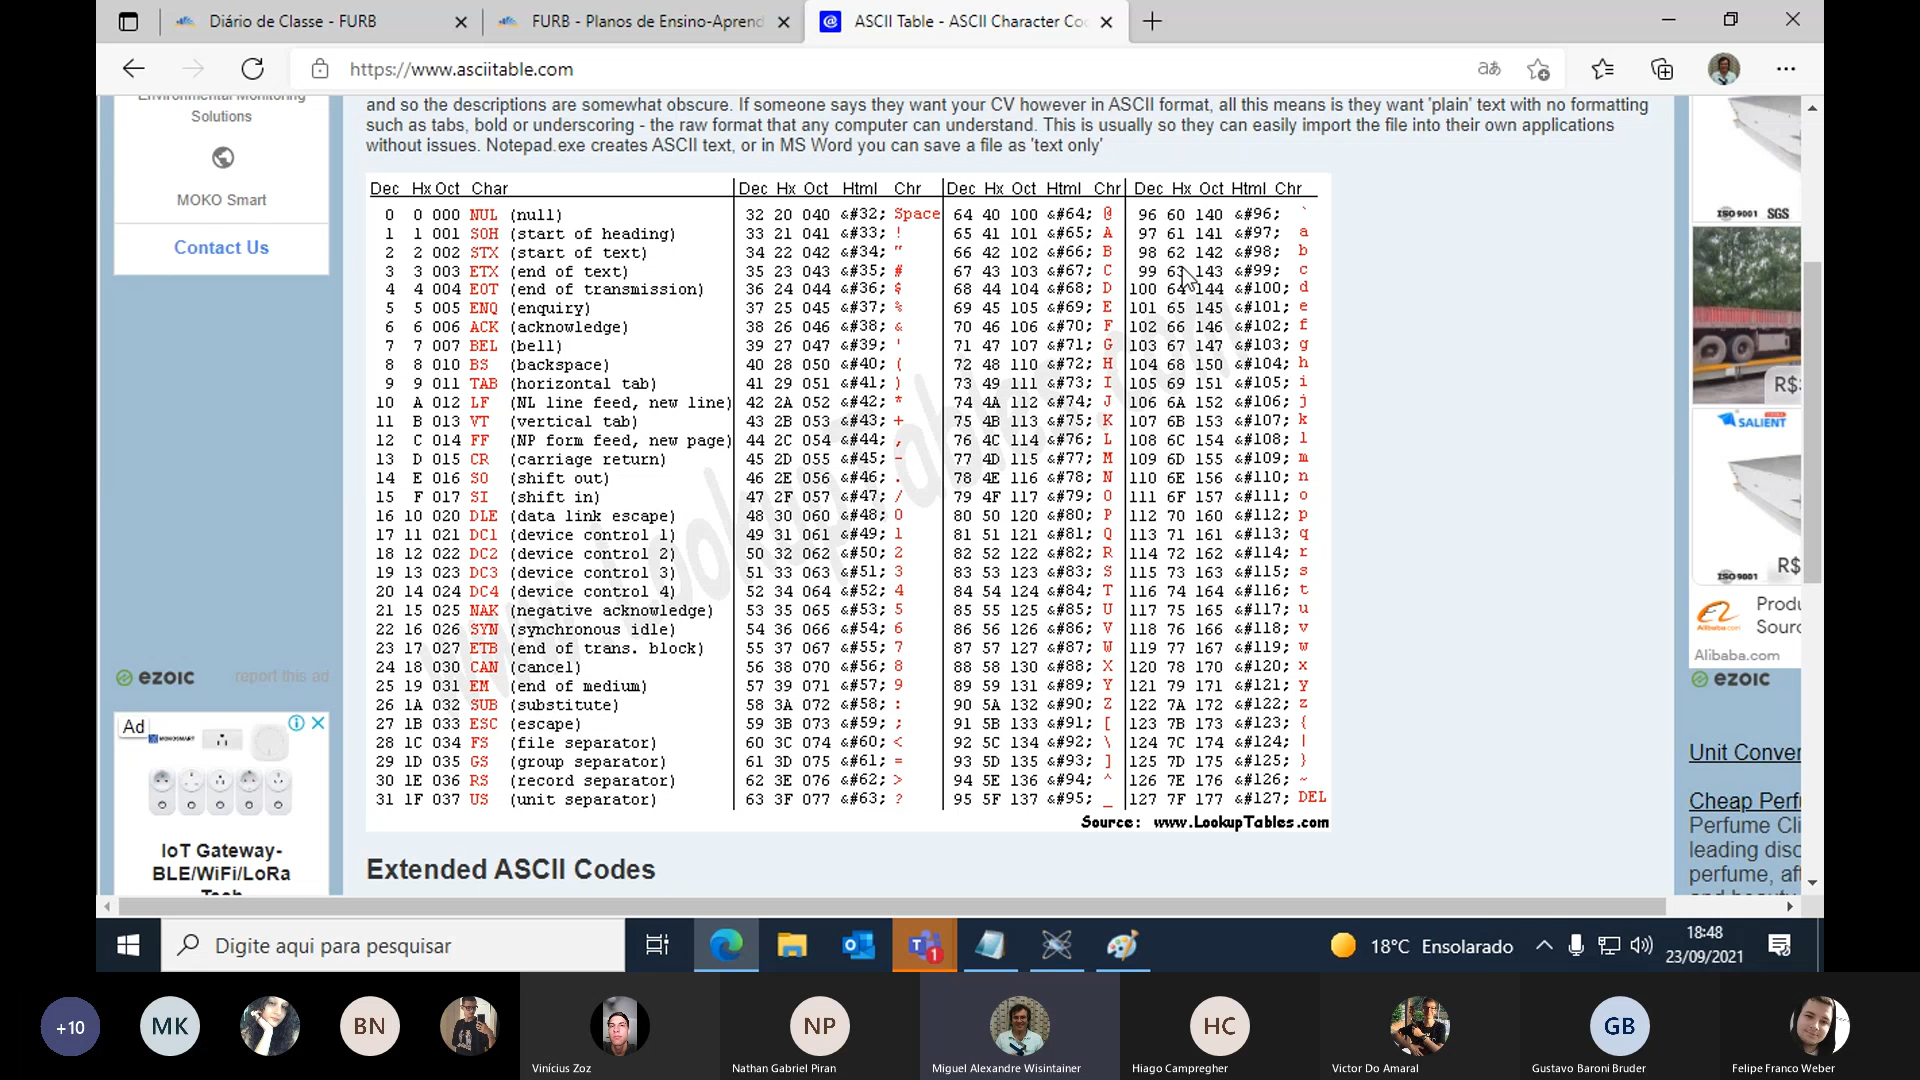 Diário de Classe - FURB
FURB - Planos de Ensino-Aprend
ASCII Table - ASCII Character Coc
https://www.asciitable.com
Environmental Monitoring
Solutions
MOKO Smart
Contact Us
ezoic report this ad
Ad
MOKOSMART
IoT Gateway-
BLE/WiFi/LoRa
and so the descriptions are somewhat obscure. If someone says they want your CV however in ASCII format, all this means is they want 'plain' text with no formatting
such as tabs, bold or underscoring - the raw format that any computer can understand. This is usually so they can easily import the file into their own applications
without issues. Notepad.exe creates ASCII text, or in MS Word you can save a file as 'text only'
Dec Hx Oct Char Dec Hx Oct Html Chr Dec Hx Oct Html Chr Dec Hx Oct Html Chr
0 0 000 NUL (null) 32 20 040 &#32; Space 64 40 100 &#64; @ 96 60 140 &#96; `
1 1 001 SOH (start of heading) 33 21 041 &#33; ! 65 41 101 &#65; A 97 61 141 &#97; a
2 2 002 STX (start of text) 34 22 042 &#34; " 66 42 102 &#66; B 98 62 142 &#98; b
3 3 003 ETX (end of text) 35 23 043 &#35; # 67 43 103 &#67; C 99 63 143 &#99; c
4 4 004 EOT (end of transmission) 36 24 044 &#36; $ 68 44 104 &#68; D 100 64 144 &#100; d
5 5 005 ENQ (enquiry) 37 25 045 &#37; % 69 45 105 &#69; E 101 65 145 &#101; e
6 6 006 ACK (acknowledge) 38 26 046 &#38; & 70 46 106 &#70; F 102 66 146 &#102; f
7 7 007 BEL (bell) 39 27 047 &#39; ' 71 47 107 &#71; G 103 67 147 &#103; g
8 8 010 BS (backspace) 40 28 050 &#40; ( 72 48 110 &#72; H 104 68 150 &#104; h
9 9 011 TAB (horizontal tab) 41 29 051 &#41; ) 73 49 111 &#73; I 105 69 151 &#105; i
10 A 012 LF (NL line feed, new line) 42 2A 052 &#42; * 74 4A 112 &#74; J 106 6A 152 &#106; j
11 B 013 VT (vertical tab) 43 2B 053 &#43; + 75 4B 113 &#75; K 107 6B 153 &#107; k
12 C 014 FF (NP form feed, new page) 44 2C 054 &#44; , 76 4C 114 &#76; L 108 6C 154 &#108; l
13 D 015 CR (carriage return) 45 2D 055 &#45; - 77 4D 115 &#77; M 109 6D 155 &#109; m
14 E 016 SO (shift out) 46 2E 056 &#46; . 78 4E 116 &#78; N 110 6E 156 &#110; n
15 F 017 SI (shift in) 47 2F 057 &#47; / 79 4F 117 &#79; O 111 6F 157 &#111; o
16 10 020 DLE (data link escape) 48 30 060 &#48; 0 80 50 120 &#80; P 112 70 160 &#112; p
17 11 021 DC1 (device control 1) 49 31 061 &#49; 1 81 51 121 &#81; Q 113 71 161 &#113; q
18 12 022 DC2 (device control 2) 50 32 062 &#50; 2 82 52 122 &#82; R 114 72 162 &#114; r
19 13 023 DC3 (device control 3) 51 33 063 &#51; 3 83 53 123 &#83; S 115 73 163 &#115; s
20 14 024 DC4 (device control 4) 52 34 064 &#52; 4 84 54 124 &#84; T 116 74 164 &#116; t
21 15 025 NAK (negative acknowledge) 53 35 065 &#53; 5 85 55 125 &#85; U 117 75 165 &#117; u
22 16 026 SYN (synchronous idle) 54 36 066 &#54; 6 86 56 126 &#86; V 118 76 166 &#118; v
23 17 027 ETB (end of trans. block) 55 37 067 &#55; 7 87 57 127 &#87; W 119 77 167 &#119; w
24 18 030 CAN (cancel) 56 38 070 &#56; 8 88 58 130 &#88; X 120 78 170 &#120; x
25 19 031 EM (end of medium) 57 39 071 &#57; 9 89 59 131 &#89; Y 121 79 171 &#121; y
26 1A 032 SUB (substitute) 58 3A 072 &#58; : 90 5A 132 &#90; Z 122 7A 172 &#122; z
27 1B 033 ESC (escape) 59 3B 073 &#59; ; 91 5B 133 &#91; [ 123 7B 173 &#123; {
28 1C 034 FS (file separator) 60 3C 074 &#60; < 92 5C 134 &#92; \ 124 7C 174 &#124; |
29 1D 035 GS (group separator) 61 3D 075 &#61; = 93 5D 135 &#93; ] 125 7D 175 &#125; }
30 1E 036 RS (record separator) 62 3E 076 &#62; > 94 5E 136 &#94; ^ 126 7E 176 &#126; ~
31 1F 037 US (unit separator) 63 3F 077 &#63; ? 95 5F 137 &#95; _ 127 7F 177 &#127; DEL
www.LookupTables.com
Source: www.LookupTables.com
Extended ASCII Codes
ISO 9001 SGS
R$
SALIENT
R$
ISO 9001
Alibaba.com
Produ
Sourc
Alibaba.com
ezoic
Unit Conver
Cheap Perf
Perfume Cli
leading disc
perfume, aft
Digite aqui para pesquisar
1
18°C Ensolarado
18:48
23/09/2021
+10
MK
BN
Vinícius Zoz
NP
Nathan Gabriel Piran
Miguel Alexandre Wisintainer
HC
Hiago Campregher
Victor Do Amaral
GB
Gustavo Baroni Bruder
Felipe Franco Weber